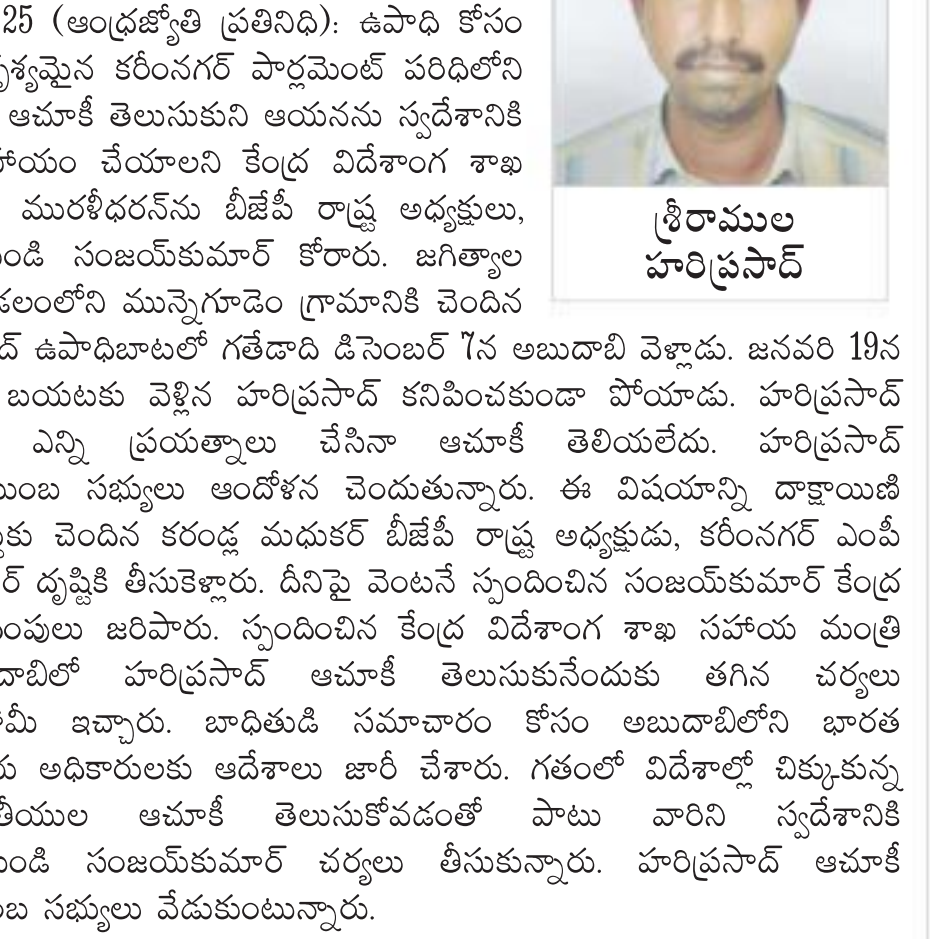 25 (ఆంధ్రజ్యోతి ప్రతినిధి): ఉపాధి కోసం
కరీంనగర్ పార్లమెంట్ పరిధిలోని
ఆచూకీ తెలుసుకుని ఆయనను స్వదేశానికి
చేయాలని కేంద్ర విదేశాంగ శాఖ
మురళీధరన్‌ను బీజేపీ రాష్ట్ర అధ్యక్షులు,
సంజయ్‌కుమార్ కోరారు. జగిత్యాల
మున్నెగూడెం గ్రామానికి చెందిన
శ్రీరాముల
హరిప్రసాద్
ఉపాధిబాటలో గతేడాది డిసెంబర్ 7న అబుదాబి వెళ్లాడు. జనవరి 19న
బయటకు వెళ్లిన హరిప్రసాద్ కనిపించకుండా పోయాడు. హరిప్రసాద్
ఎన్ని ప్రయత్నాలు చేసినా ఆచూకీ తెలియలేదు. హరిప్రసాద్
సభ్యులు ఆందోళన చెందుతున్నారు. ఈ విషయాన్ని దాక్షాయిణి
చెందిన కరండ్ల మధుకర్ బీజేపీ రాష్ట్ర అధ్యక్షుడు, కరీంనగర్ ఎంపీ
దృష్టికి తీసుకెళ్లారు. దీనిపై వెంటనే స్పందించిన సంజయ్‌కుమార్ కేంద్ర
జరిపారు. స్పందించిన కేంద్ర విదేశాంగ శాఖ సహాయ మంత్రి
హరిప్రసాద్ ఆచూకీ తెలుసుకునేందుకు తగిన చర్యలు
ఇచ్చారు. బాధితుడి సమాచారం కోసం అబుదాబిలోని భారత
అధికారులకు ఆదేశాలు జారీ చేశారు. గతంలో విదేశాల్లో చిక్కుకున్న
ఆచూకీ తెలుసుకోవడంతో పాటు వారిని స్వదేశానికి
సంజయ్‌కుమార్ చర్యలు తీసుకున్నారు. హరిప్రసాద్ ఆచూకీ
సభ్యులు వేడుకుంటున్నారు.